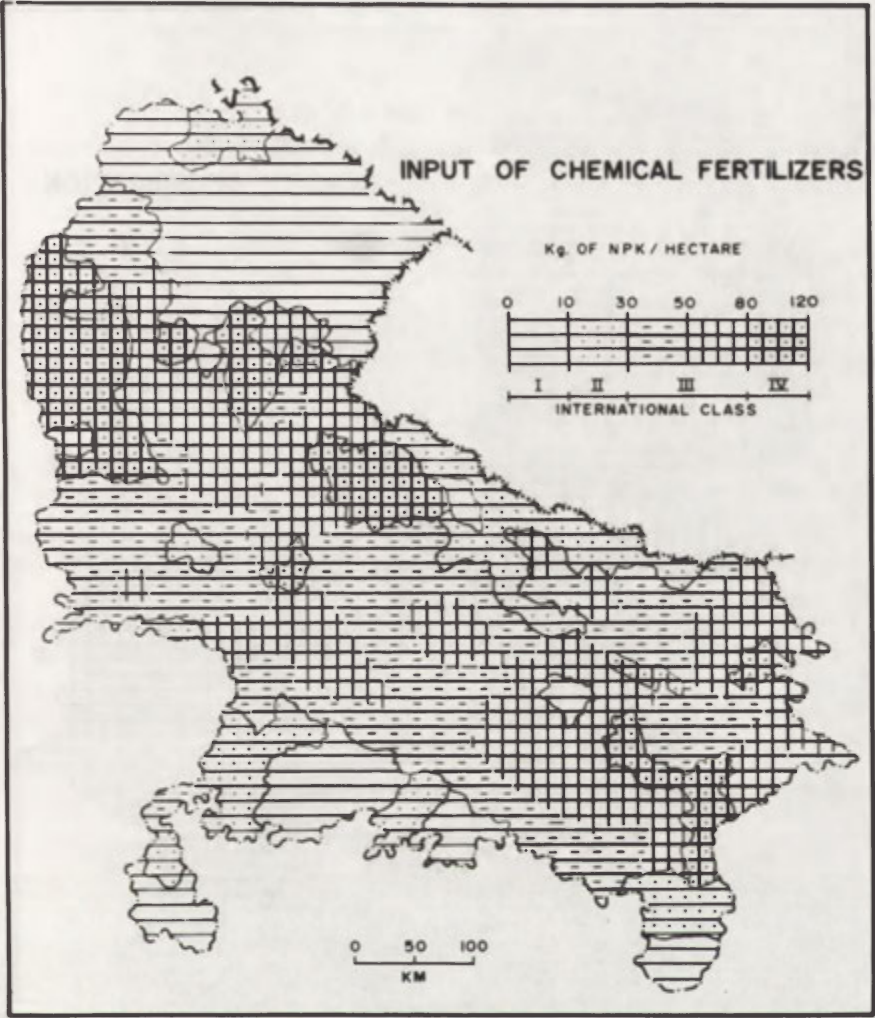 INPUT OF CHEMICAL FERTILIZERS
Kg. OF NPK / HECTARE
0 10 30 50 80 120
I II III IV
INTERNATIONAL CLASS
0 50 100
KM